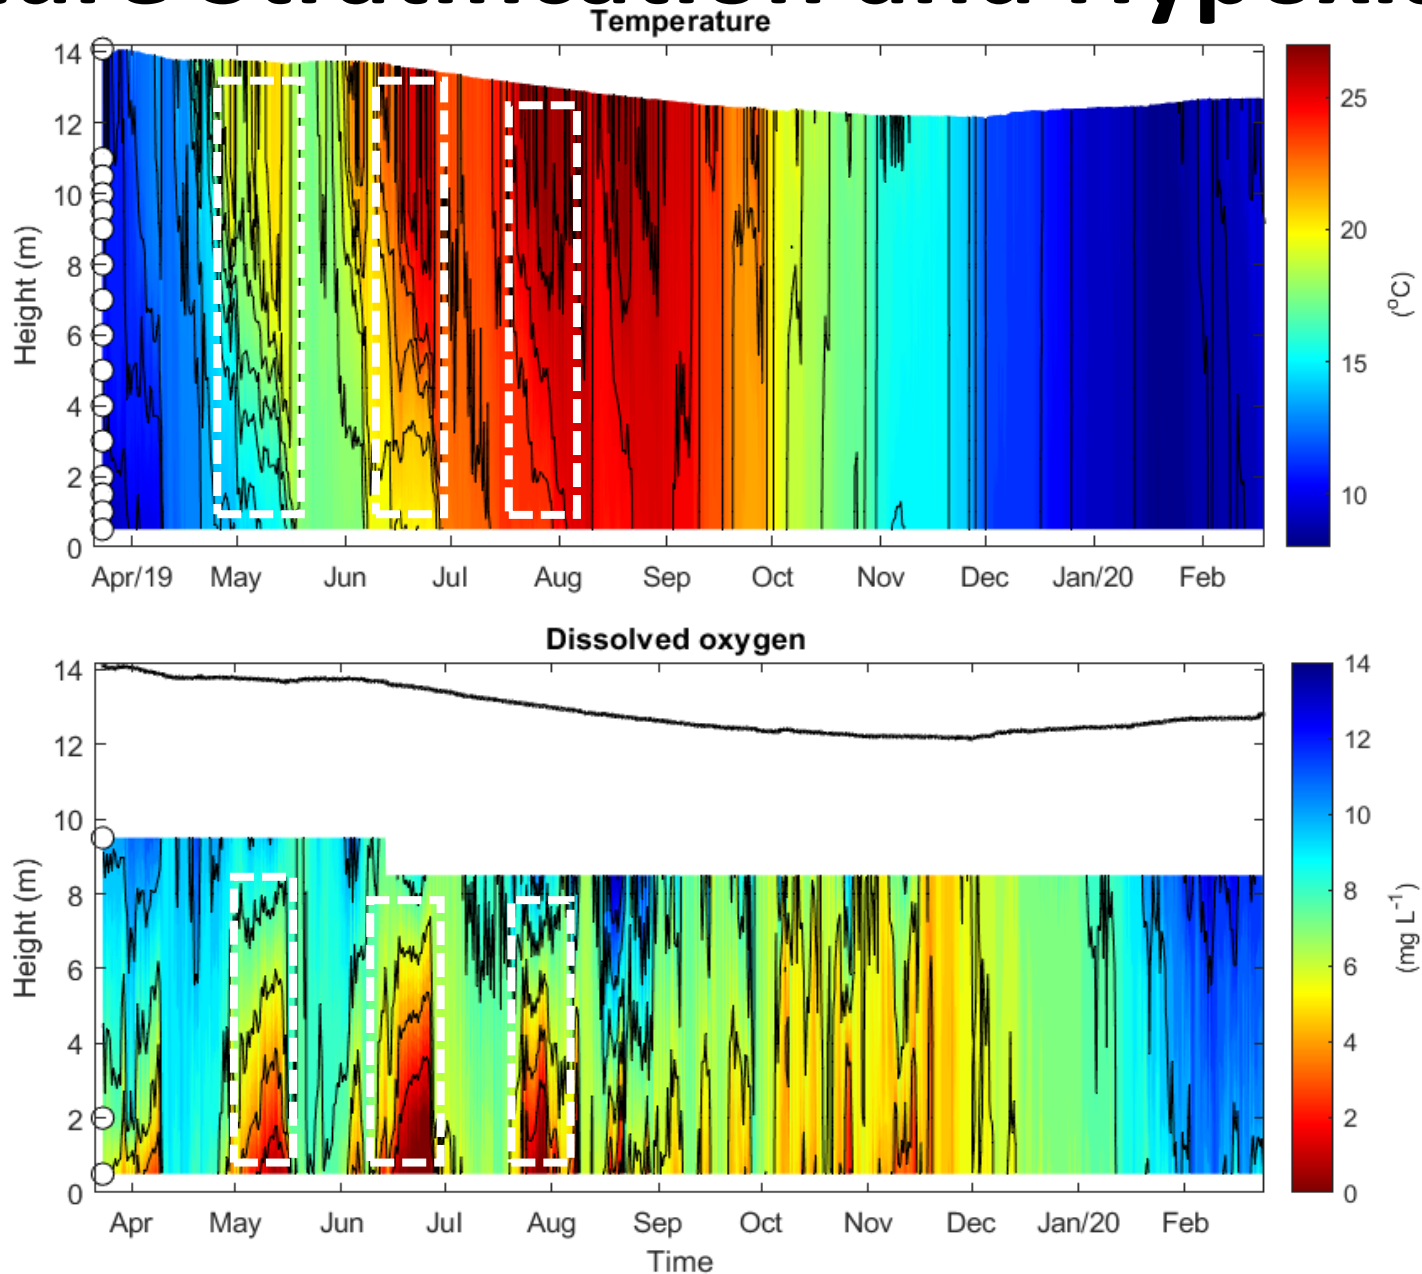 Stratification and Hypoxia
Temperature
14
12
10
8
6
4
2
0
Height (m)
Apr/19 May Jun Jul Aug Sep Oct Nov Dec Jan/20 Feb
25
20
15
10
(°C)
Dissolved oxygen
14
12
10
8
6
4
2
0
Height (m)
Apr May Jun Jul Aug Sep Oct Nov Dec Jan/20 Feb
Time
14
12
10
8
6
4
2
0
(mg L⁻¹)